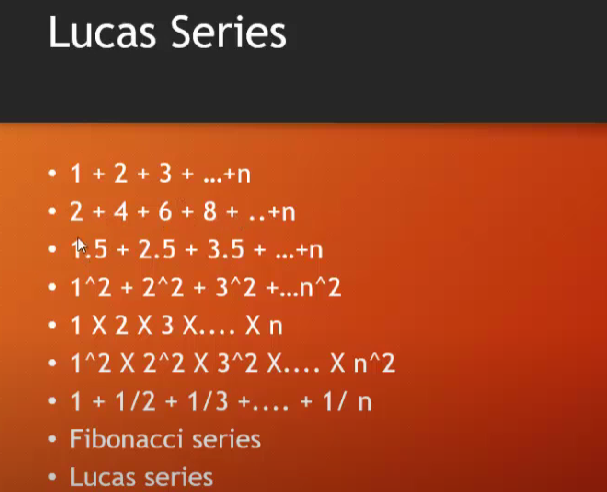 Lucas Series
• 1 + 2 + 3 + ...+n
• 2 + 4 + 6 + 8 + ..+n
• 1.5 + 2.5 + 3.5 + ...+n
• 1^2 + 2^2 + 3^2 +...n^2
• 1 X 2 X 3 X.... X n
• 1^2 X 2^2 X 3^2 X.... X n^2
• 1 + 1/2 + 1/3 +.... + 1/ n
• Fibonacci series
• Lucas series